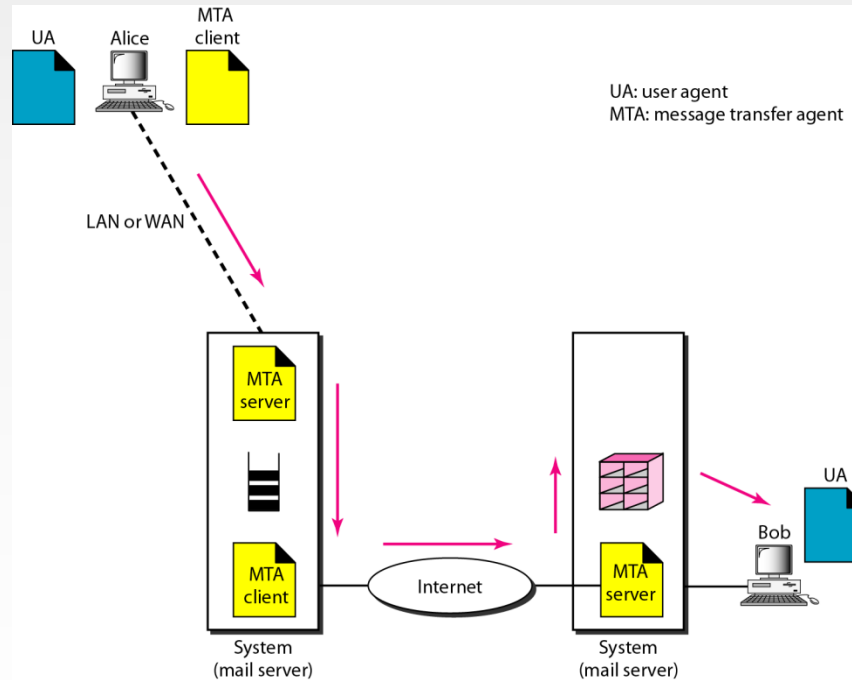 UA
Alice
MTA
client
UA: user agent
MTA: message transfer agent
LAN or WAN
MTA
server
MTA
client
Internet
MTA
server
UA
Bob
System
(mail server)
System
(mail server)